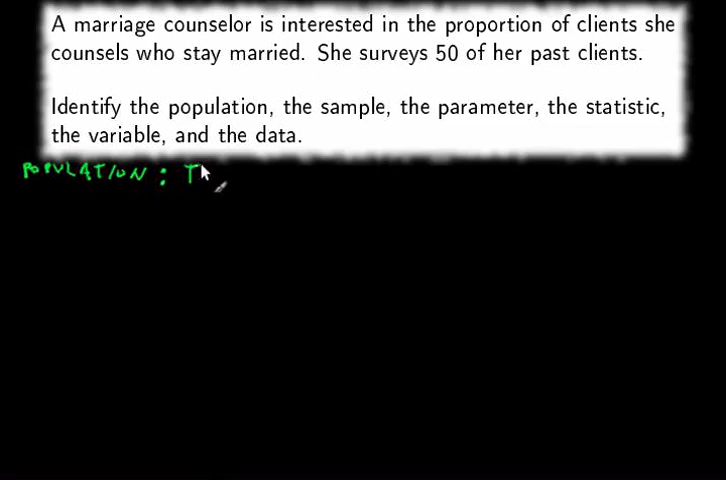 A marriage counselor is interested in the proportion of clients she
counsels who stay married. She surveys 50 of her past clients.
Identify the population, the sample, the parameter, the statistic,
the variable, and the data.
POPULATION: T